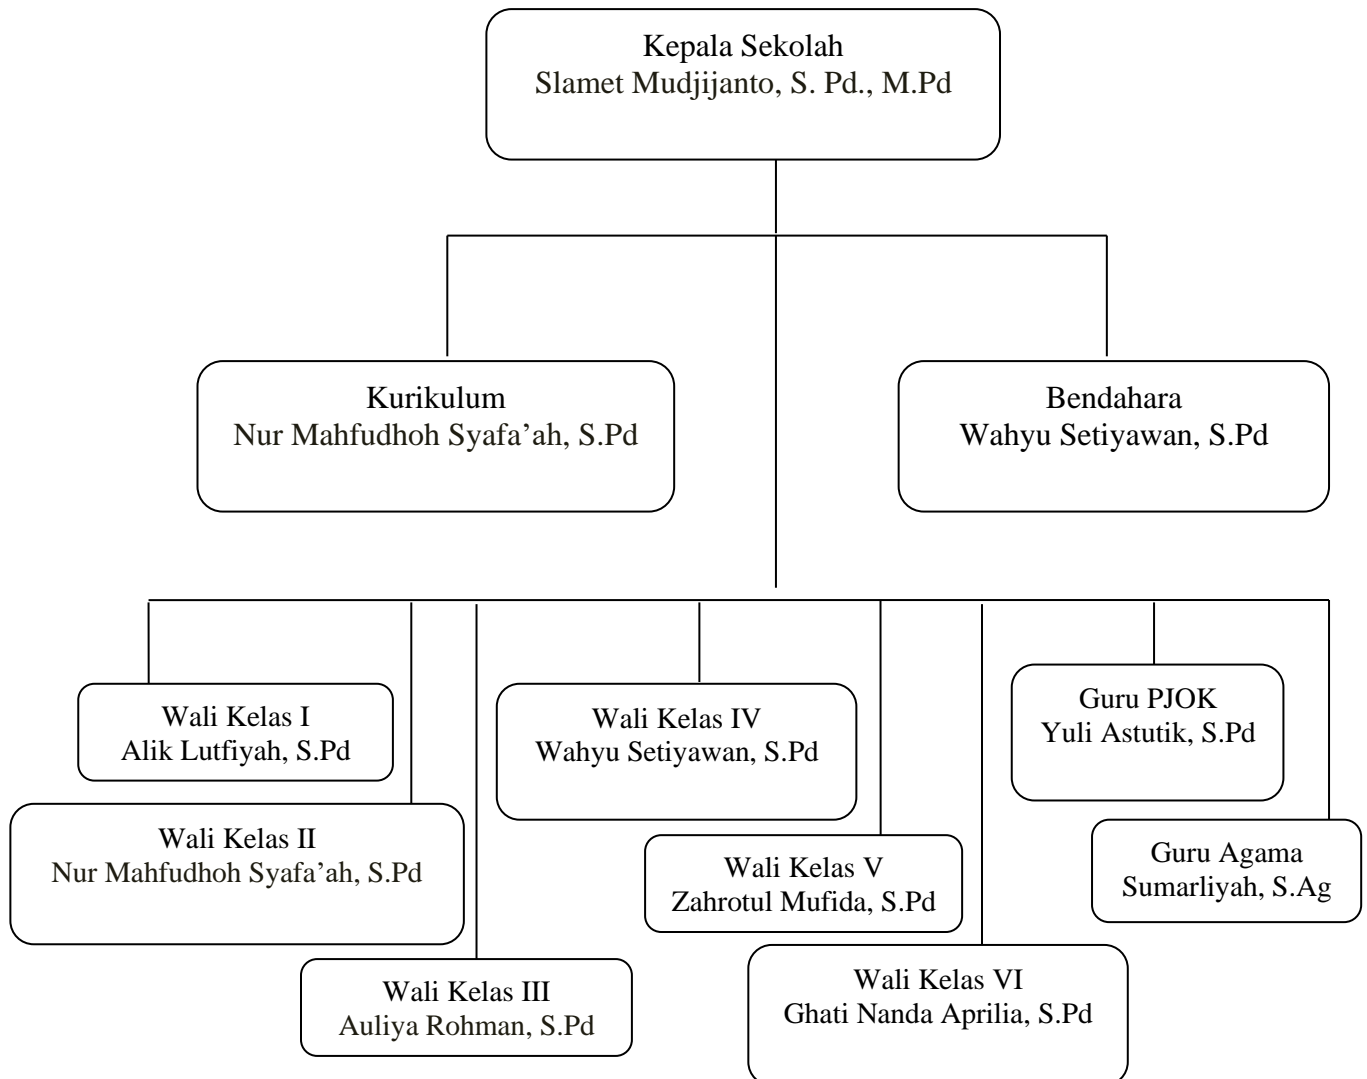 Kepala Sekolah
Slamet Mudjijanto, S. Pd., M.Pd
Kurikulum
Nur Mahfudhoh Syafa’ah, S.Pd
Bendahara
Wahyu Setiyawan, S.Pd
Wali Kelas I
Alik Lutfiyah, S.Pd
Wali Kelas II
Nur Mahfudhoh Syafa’ah, S.Pd
Wali Kelas III
Auliya Rohman, S.Pd
Wali Kelas IV
Wahyu Setiyawan, S.Pd
Wali Kelas V
Zahrotul Mufida, S.Pd
Wali Kelas VI
Ghati Nanda Aprilia, S.Pd
Guru PJOK
Yuli Astutik, S.Pd
Guru Agama
Sumarliyah, S.Ag